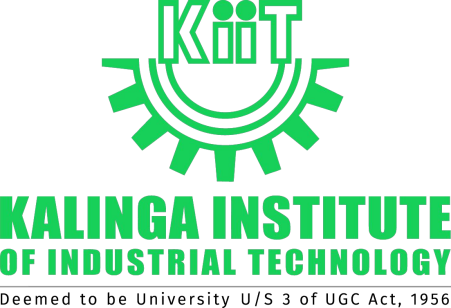 KiiT
KALINGA INSTITUTE
OF INDUSTRIAL TECHNOLOGY
Deemed to be University U/S 3 of UGC Act, 1956